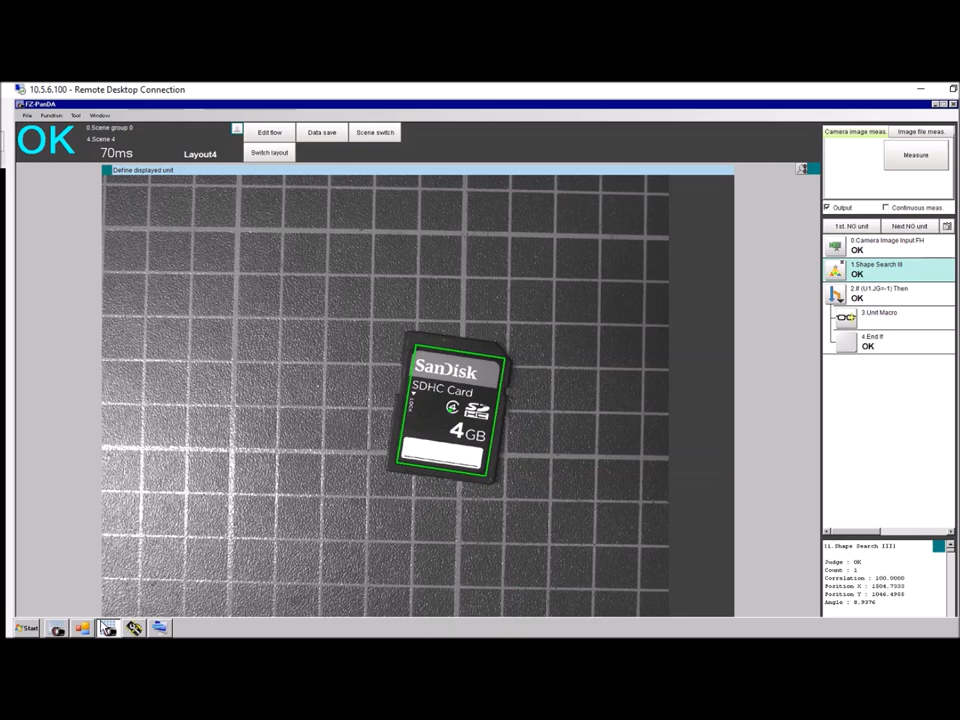 10.5.6.100 - Remote Desktop Connection
FZ-PanDA
File Function Tool Window
OK
0.Scene group 0
4.Scene 4
70ms
Layout4
Edit flow
Data save
Scene switch
Switch layout
Camera image meas.
Image file meas.
Measure
Output
Continuous meas.
Define displayed unit
1st. NG unit
Next NG unit
0.Camera Image Input FH
OK
1.Shape Search III
OK
2.If (U1.JG=-1) Then
OK
3.Unit Macro
4.End If
OK
SanDisk
SDHC Card
LOCK
4
SD
HC
4GB
[1.Shape Search III]
Judge : OK
Count : 1
Correlation : 100.0000
Position X : 1504.7333
Position Y : 1046.4955
Angle : 8.9376
Start